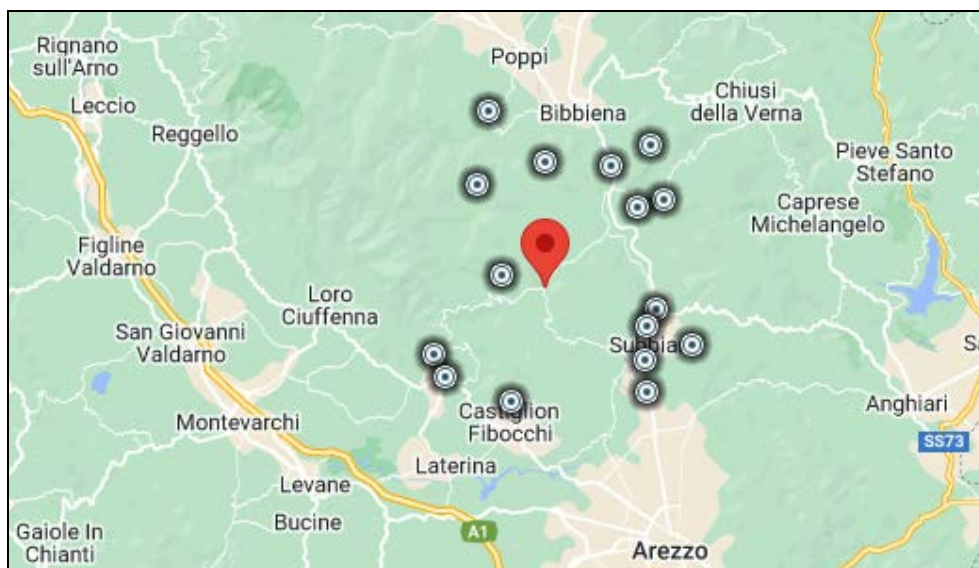 Rignano
sull'Arno
Poppi
Leccio
Chiusi
della Verna
Bibbiena
Reggello
Pieve Santo
Stefano
Caprese
Michelangelo
Figline
Valdarno
Loro
Ciuffenna
San Giovanni
Valdarno
Anghiari
Montevarchi
Castiglion
Fibocchi
SS73
Laterina
Levane
Bucine
A1
Gaiole In
Chianti
Arezzo